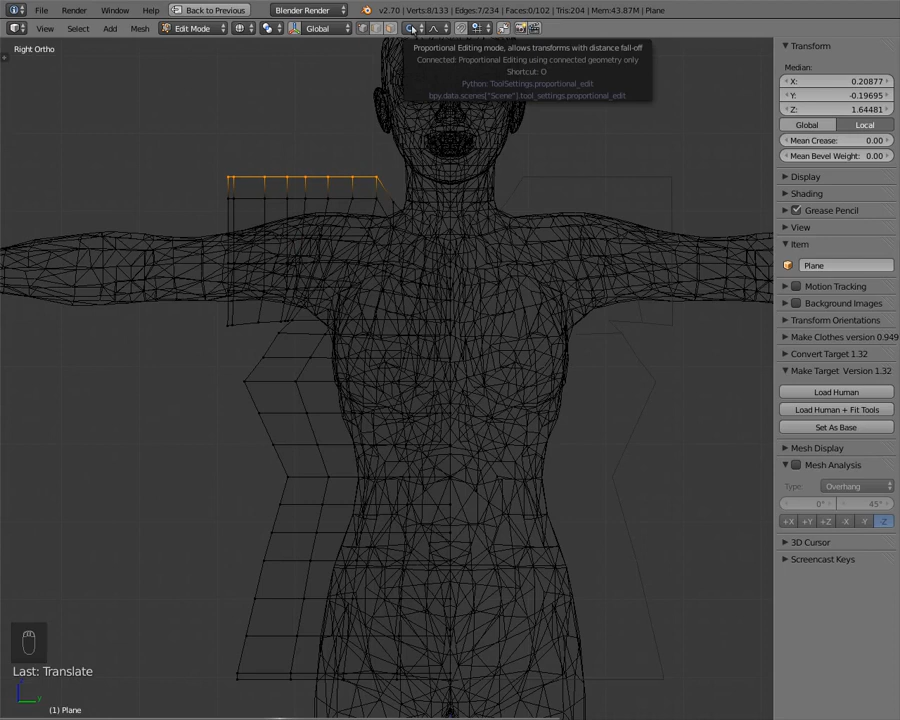 File Render Window Help Back to Previous Blender Render v2.70 | Verts:8/133 | Edges:7/234 | Faces:0/102 | Tris:204 | Mem:43.87M | Plane
View Select Add Mesh Edit Mode Global
Right Ortho
Proportional Editing mode, allows transforms with distance fall-off
Connected: Proportional Editing using connected geometry only
Shortcut: O
Python: ToolSettings.proportional_edit
bpy.data.scenes["Scene"].tool_settings.proportional_edit
Transform
Median:
X: 0.20877
Y: -0.19695
Z: 1.64481
Global Local
Mean Crease: 0.00
Mean Bevel Weight: 0.00
Display
Shading
Grease Pencil
View
Item
Plane
Motion Tracking
Background Images
Transform Orientations
Make Clothes version 0.949
Convert Target 1.32
Make Target Version 1.32
Load Human
Load Human + Fit Tools
Set As Base
Mesh Display
Mesh Analysis
Type: Overhang
0° 45°
+X +Y +Z -X -Y -Z
3D Cursor
Screencast Keys
Last: Translate
z
y
(1) Plane